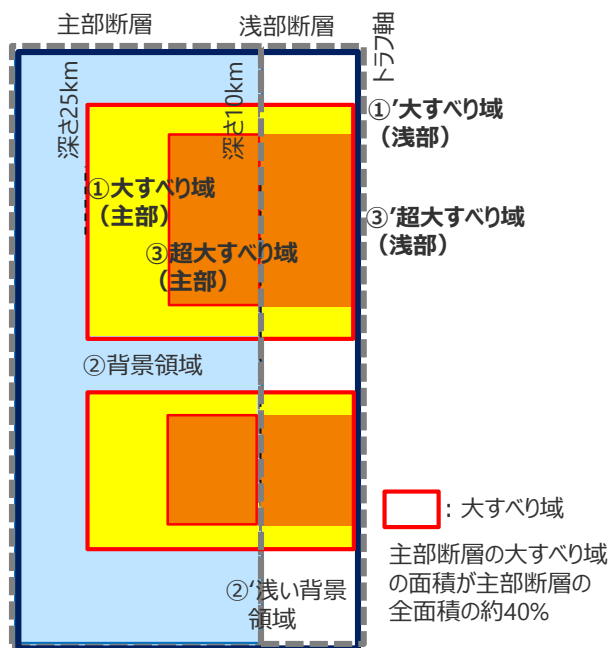 主部断層
浅部断層
トラフ軸
深さ25km
深さ10km
①’大すべり域
（浅部）
①大すべり域
（主部）
③’超大すべり域
（浅部）
③超大すべり域
（主部）
②背景領域
：大すべり域
主部断層の大すべり域
の面積が主部断層の
全面積の約40%
②‘浅い背景
領域